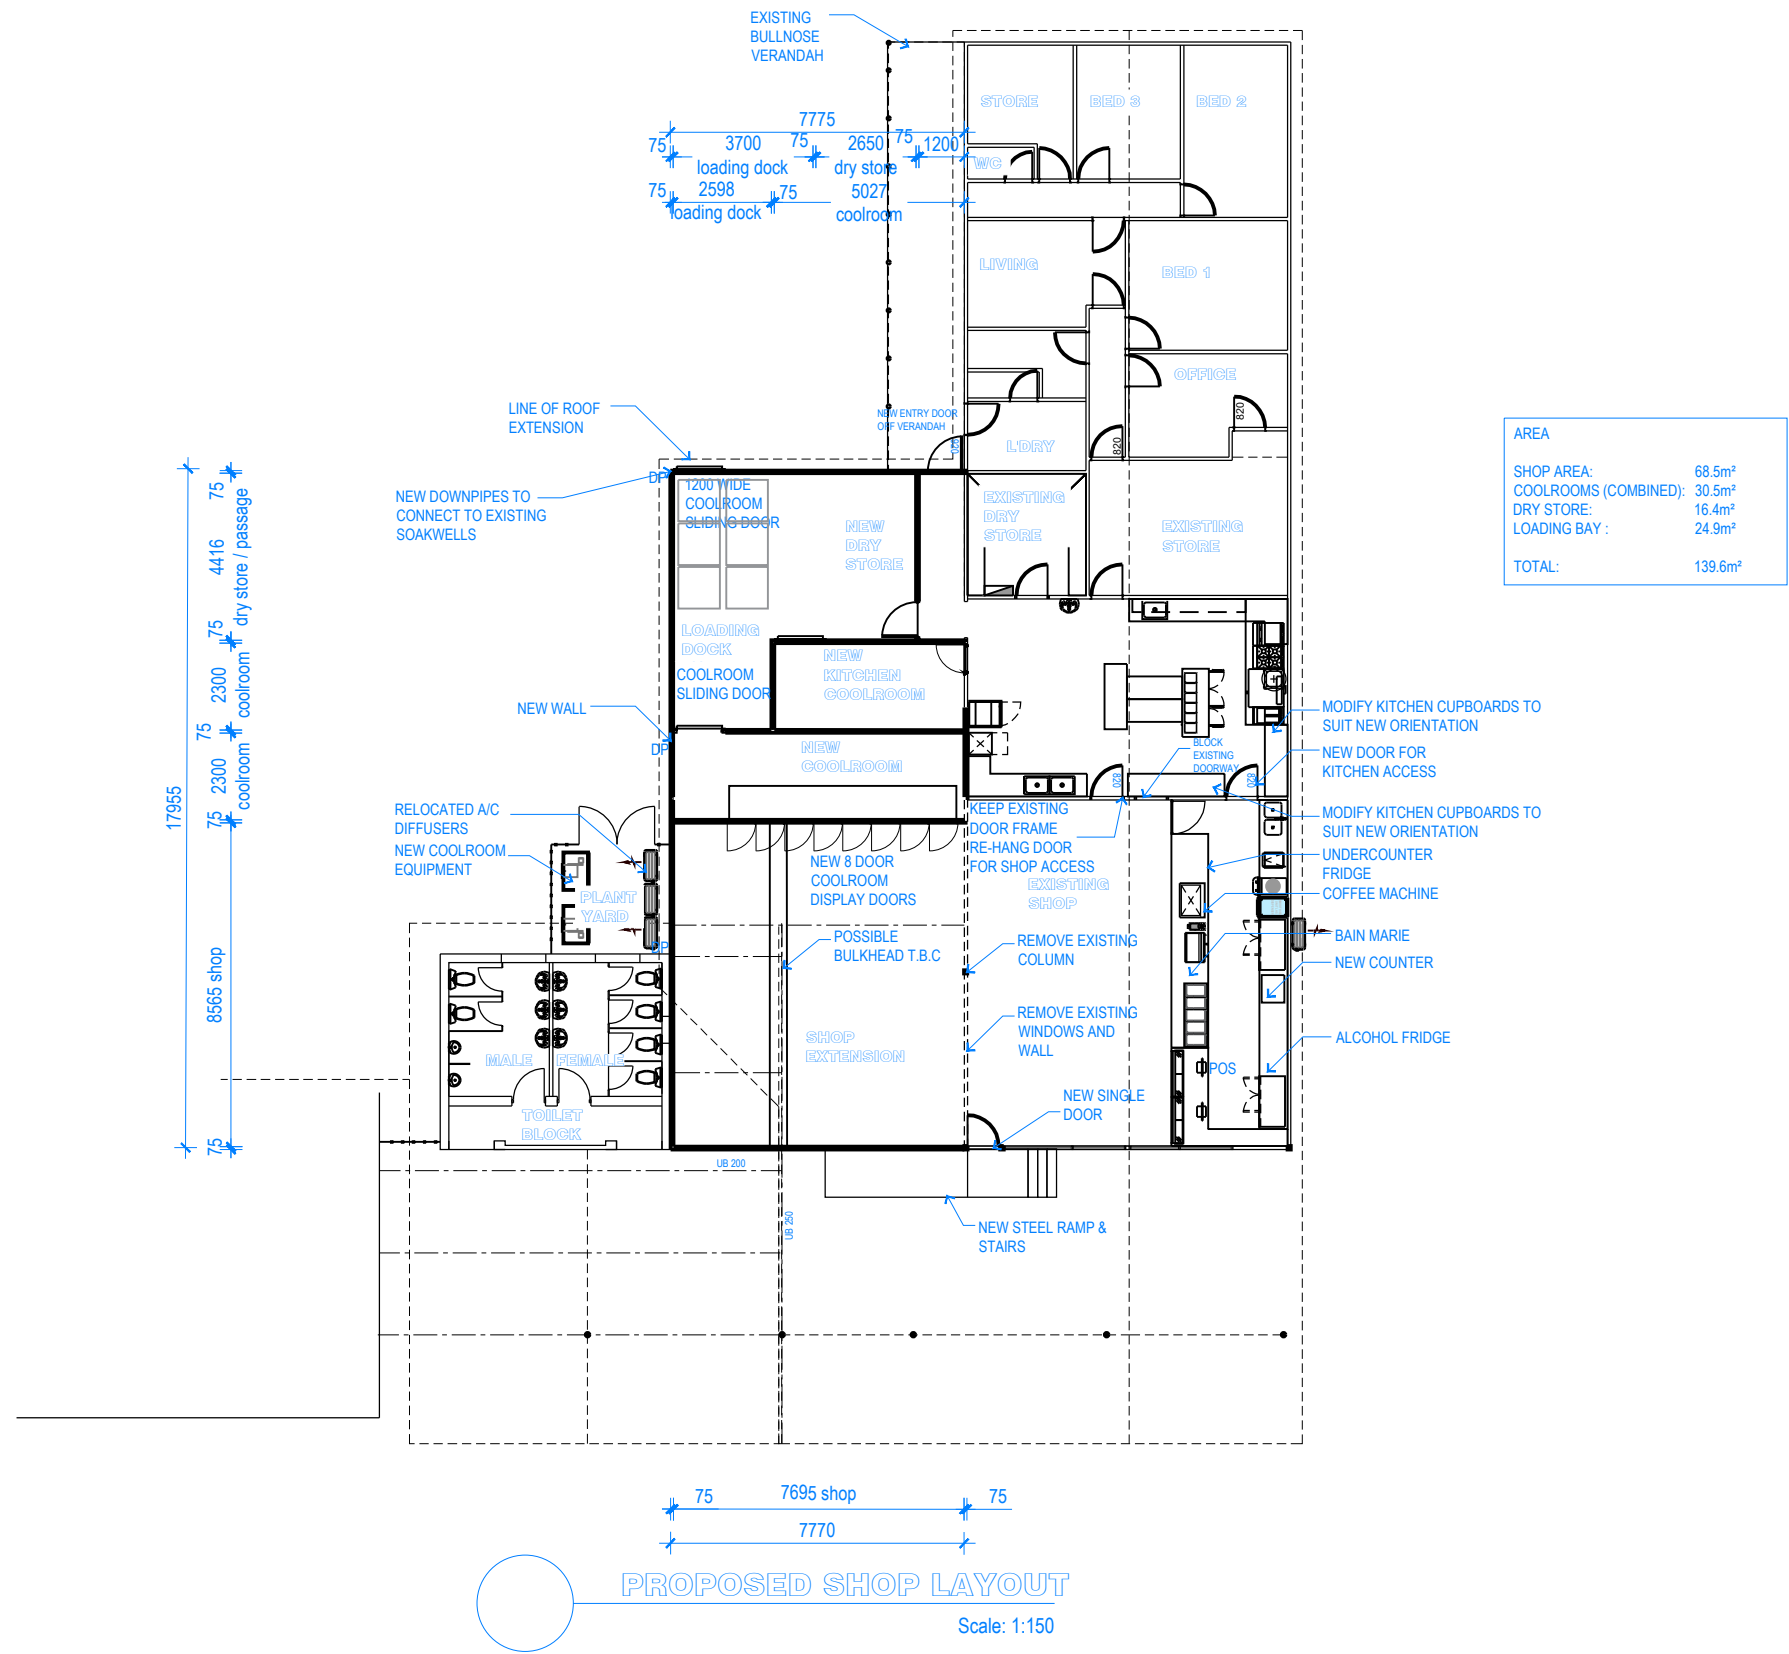 EXISTING
BULLNOSE
VERANDAH
STORE
BED 3
BED 2
7775
75
3700
75
2650
75
1200
loading dock
dry store
WC
75
2598
75
5027
loading dock
coolroom
LIVING
BED 1
OFFICE
LINE OF ROOF
EXTENSION
NEW ENTRY DOOR
OFF VERANDAH
820
820
820
L'DRY
AREA
SHOP AREA: 68.5m²
COOLROOMS (COMBINED): 30.5m²
DRY STORE: 16.4m²
LOADING BAY : 24.9m²
TOTAL: 139.6m²
DP
1200 WIDE
COOLROOM
SLIDING DOOR
NEW DOWNPIPES TO
CONNECT TO EXISTING
SOAKWELLS
NEW
DRY
STORE
EXISTING
DRY
STORE
EXISTING
STORE
75
4416
dry store / passage
75
2300
coolroom
75
2300
coolroom
75
17955
8565 shop
75
LOADING
DOCK
COOLROOM
SLIDING DOOR
NEW
KITCHEN
COOLROOM
NEW WALL
DP
NEW
COOLROOM
BLOCK
EXISTING
DOORWAY
820
820
MODIFY KITCHEN CUPBOARDS TO
SUIT NEW ORIENTATION
NEW DOOR FOR
KITCHEN ACCESS
MODIFY KITCHEN CUPBOARDS TO
SUIT NEW ORIENTATION
UNDERCOUNTER
FRIDGE
COFFEE MACHINE
BAIN MARIE
NEW COUNTER
ALCOHOL FRIDGE
RELOCATED A/C
DIFFUSERS
NEW COOLROOM
EQUIPMENT
KEEP EXISTING
DOOR FRAME
RE-HANG DOOR
FOR SHOP ACCESS
NEW 8 DOOR
COOLROOM
DISPLAY DOORS
EXISTING
SHOP
PLANT
YARD
DP
POSSIBLE
BULKHEAD T.B.C
REMOVE EXISTING
COLUMN
REMOVE EXISTING
WINDOWS AND
WALL
SHOP
EXTENSION
MALE
FEMALE
POS
NEW SINGLE
DOOR
TOILET
BLOCK
UB 200
UB 250
NEW STEEL RAMP &
STAIRS
75
7695 shop
75
7770
PROPOSED SHOP LAYOUT
Scale: 1:150